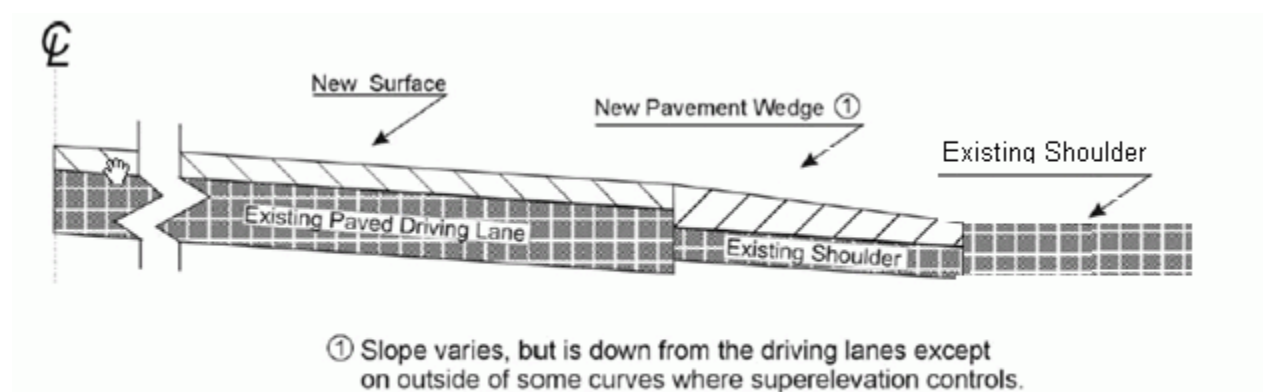 ℄
New Surface
New Pavement Wedge ①
Existing Shoulder
Existing Paved Driving Lane
Existing Shoulder
① Slope varies, but is down from the driving lanes except
on outside of some curves where superelevation controls.